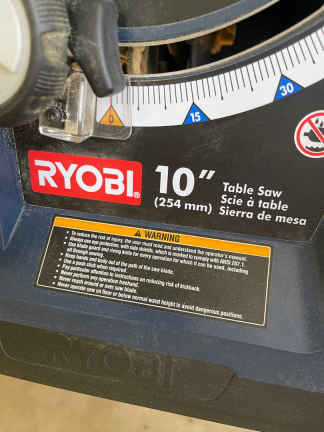 0
15
30
RYOBI®
10"
(254 mm)
Table Saw
Scie à table
Sierra de mesa
WARNING
• To reduce the risk of injury, the user must read and understand the operator's manual.
• Always use eye protection, with side shields, which is marked to comply with ANSI Z87.1.
• Use blade guard and riving knife for every operation for which it can be used, including
all through sawing.
• Keep hands and body out of the path of the saw blade.
• Use a push stick when required.
• Pay particular attention to instructions on reducing risk of kickback.
• Never perform any operation freehand.
• Never reach around or over saw blade.
• Never operate saw on floor or below normal waist height to avoid dangerous positions.
RYOBI